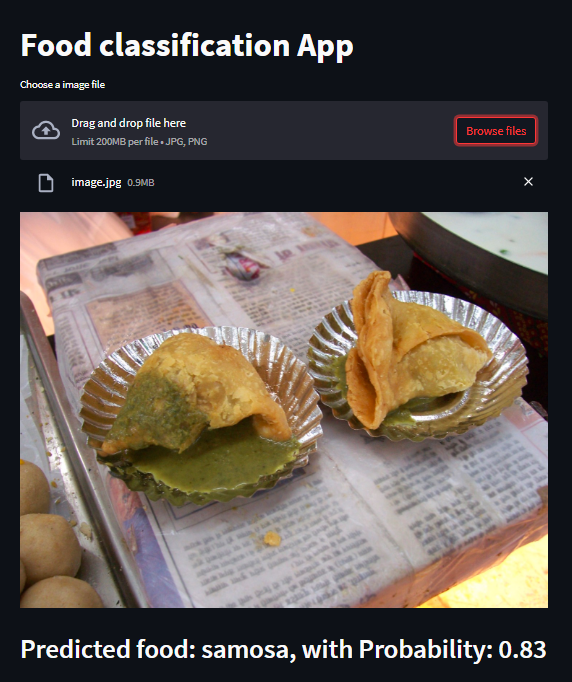 Food classification App
Choose a image file
Drag and drop file here
Limit 200MB per file • JPG, PNG
Browse files
image.jpg 0.9MB
Predicted food: samosa, with Probability: 0.83